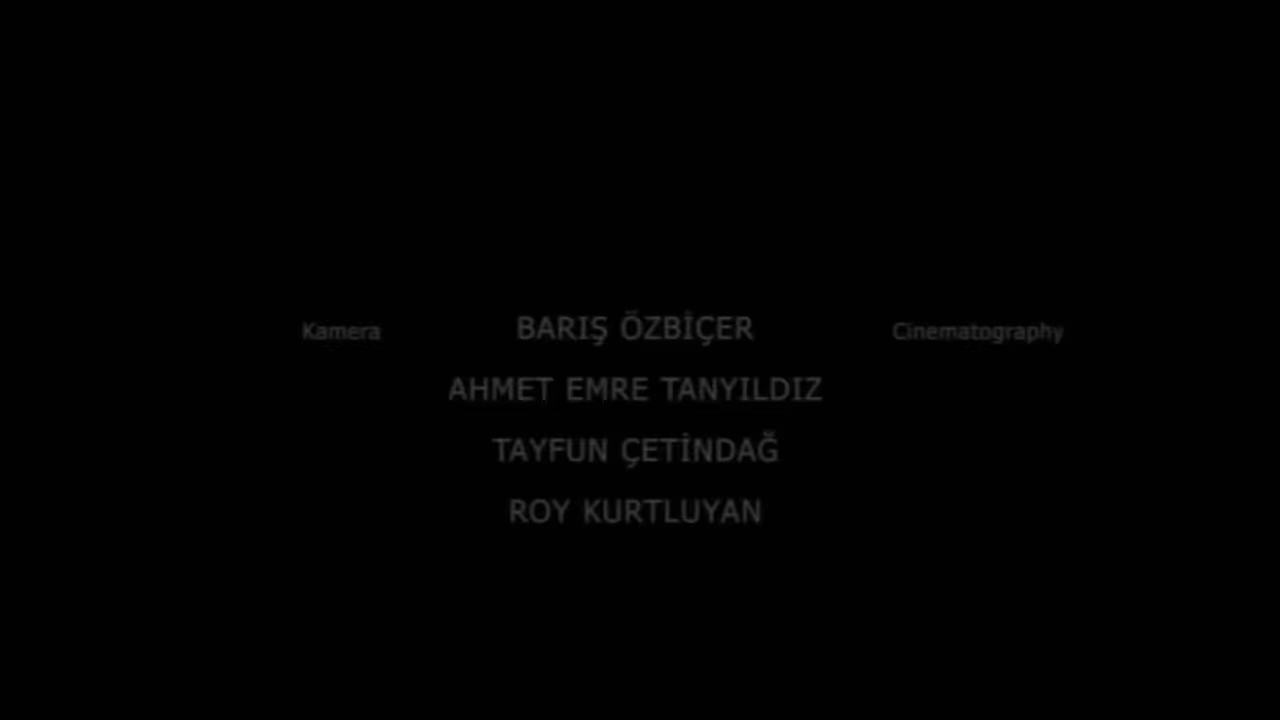 Kamera BARIŞ ÖZBİÇER Cinematography
AHMET EMRE TANYILDIZ
TAYFUN ÇETİNDAĞ
ROY KURTLUYAN